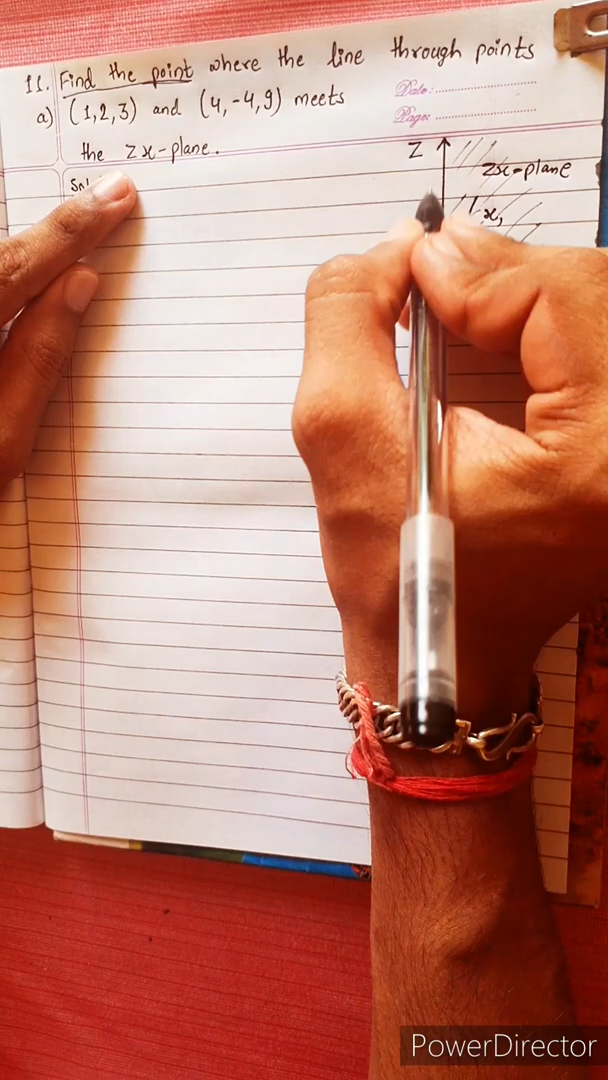 11. Find the point where the line through points
a) (1,2,3) and (4,-4,9) meets
Date:
Page:
the zx-plane.
Soln
Z
zx-plane
x,
PowerDirector